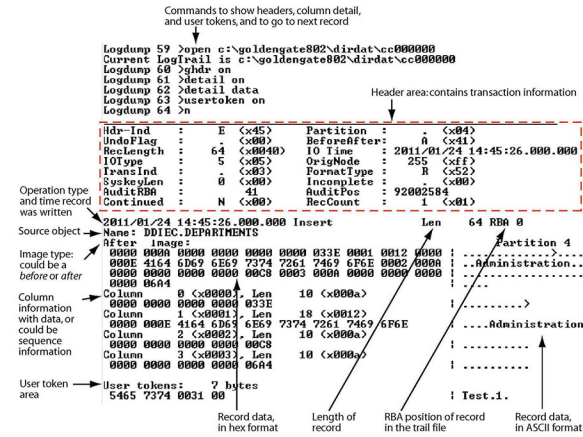 Commands to show headers, column detail,
and user tokens, and to go to next record
Logdump 59 >open c:\goldengate802\dirdat\cc000000
Current LogTrail is c:\goldengate802\dirdat\cc000000
Logdump 60 >ghdr on
Logdump 61 >detail on
Logdump 62 >detail data
Logdump 63 >usertoken on
Logdump 64 >n
Header area: contains transaction information
Hdr-Ind : E (x45) Partition : . (x04)
UndoFlag : . (x00) BeforeAfter: A (x41)
RecLength : 64 (x0040) IO Time : 2011/01/24 14:45:26.000.000
IOType : 5 (x05) OrigNode : 255 (xff)
TransInd : . (x03) FormatType : R (x52)
SyskeyLen : 0 (x00) Incomplete : . (x00)
AuditRBA : 41 AuditPos : 92002584
Continued : N (x00) RecCount : 1 (x01)
Operation type
and time record
was written
2011/01/24 14:45:26.000.000 Insert Len 64 RBA 0
Source object
Name: DDIEC.DEPARTMENTS
After Image: Partition 4
Image type:
could be a
before or after
0000 000A 0000 0000 0000 0000 033E 0001 0012 0000 | .............>......
000E 4164 6D69 6E69 7374 7261 7469 6F6E 0002 000A | ..Administration....
0000 0000 0000 0000 00C8 0003 000A 0000 0000 0000 | ....................
0000 06A4 | ....
Column
information
with data, or
could be
sequence
information
Column 0 (x0000), Len 10 (x000a)
0000 0000 0000 0000 033E | .........>
Column 1 (x0001), Len 18 (x0012)
0000 000E 4164 6D69 6E69 7374 7261 7469 6F6E | ....Administration
Column 2 (x0002), Len 10 (x000a)
0000 0000 0000 0000 00C8 | ..........
Column 3 (x0003), Len 10 (x000a)
0000 0000 0000 0000 06A4 | ..........
User token
area
User tokens: 7 bytes
5465 7374 0031 00 | Test.1.
Record data,
in hex format
Length of
record
RBA position of record
in the trail file
Record data,
in ASCII format